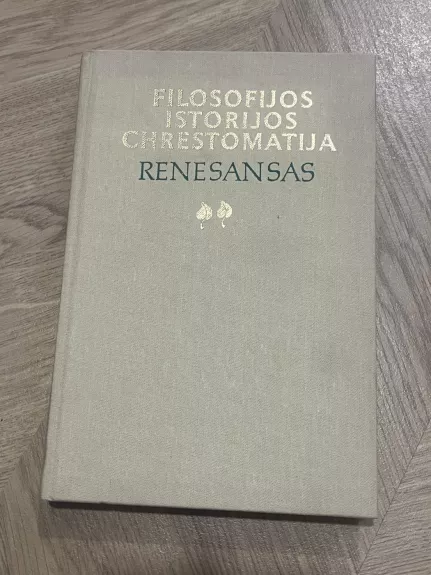 FILOSOFIJOS
ISTORIJOS
CHRESTOMATIJA
RENESANSAS